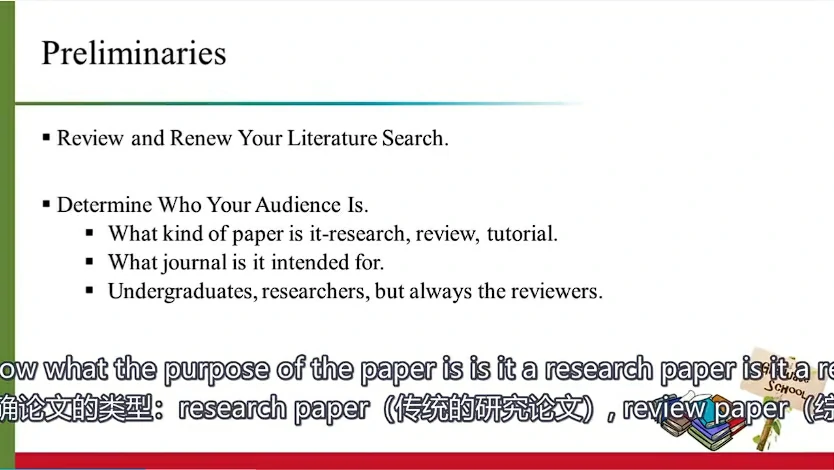 Preliminaries
▪ Review and Renew Your Literature Search.
▪ Determine Who Your Audience Is.
▪ What kind of paper is it-research, review, tutorial.
▪ What journal is it intended for.
▪ Undergraduates, researchers, but always the reviewers.
ow what the purpose of the paper is is it a research paper is it a re
确论文的类型：research paper（传统的研究论文）, review paper（综
SCHOOL